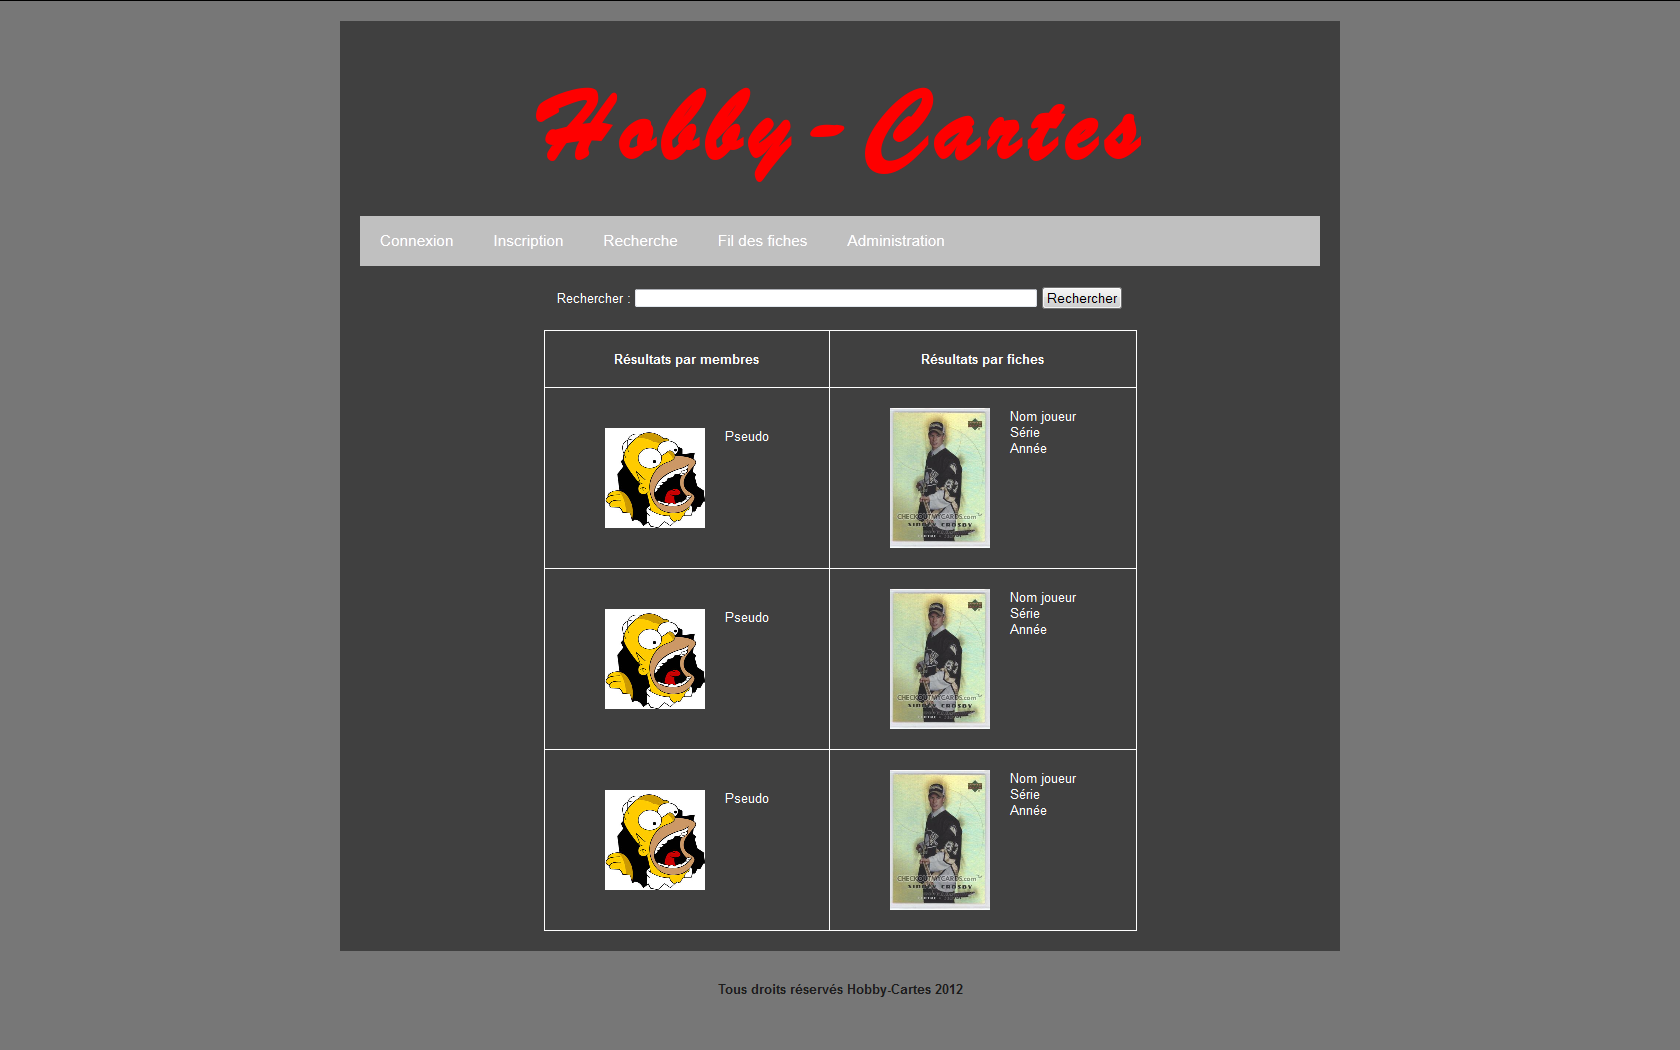 Hobby-Cartes
Connexion Inscription Recherche Fil des fiches Administration
Rechercher : Rechercher
Résultats par membres Résultats par fiches
Pseudo
Nom joueur
Série
Année
CHECKOUTMYCARDS.com
SIDNEY CROSBY
Pseudo
Nom joueur
Série
Année
CHECKOUTMYCARDS.com
SIDNEY CROSBY
Pseudo
Nom joueur
Série
Année
CHECKOUTMYCARDS.com
SIDNEY CROSBY
Tous droits réservés Hobby-Cartes 2012